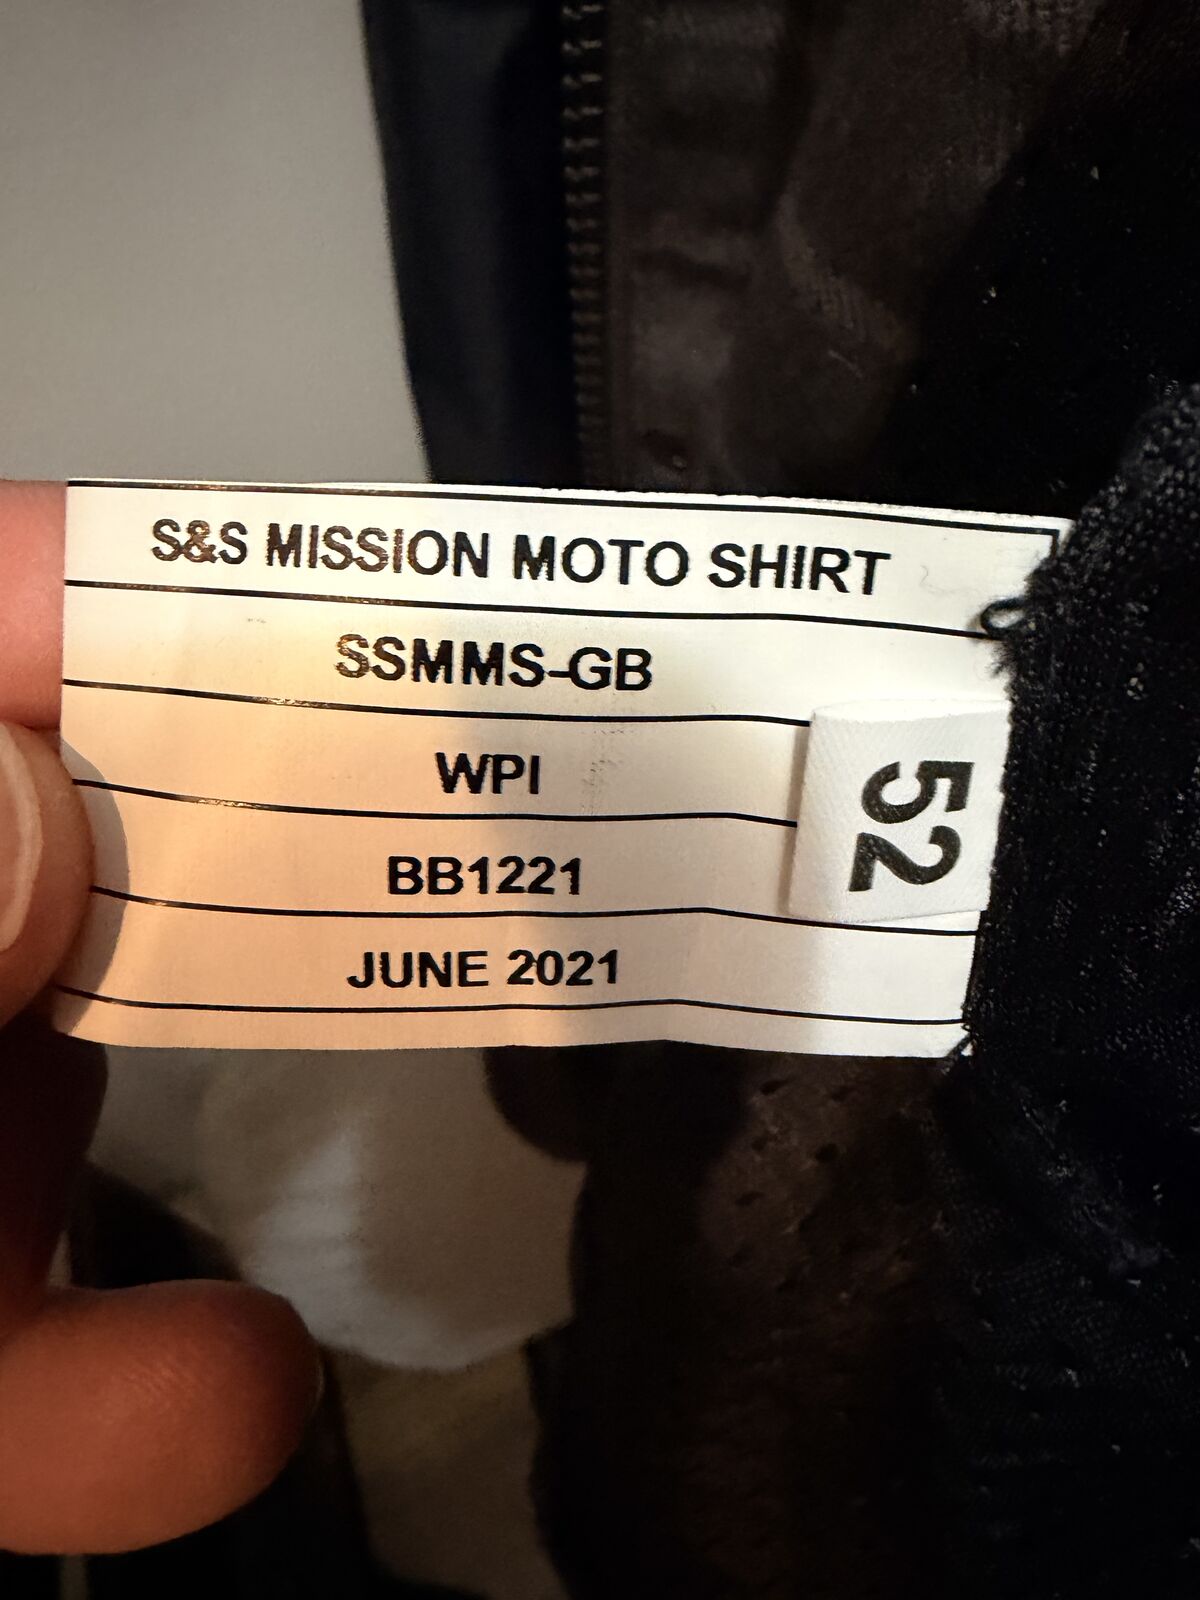 S&S MISSION MOTO SHIRT
SSMMS-GB
WPI
52
BB1221
JUNE 2021